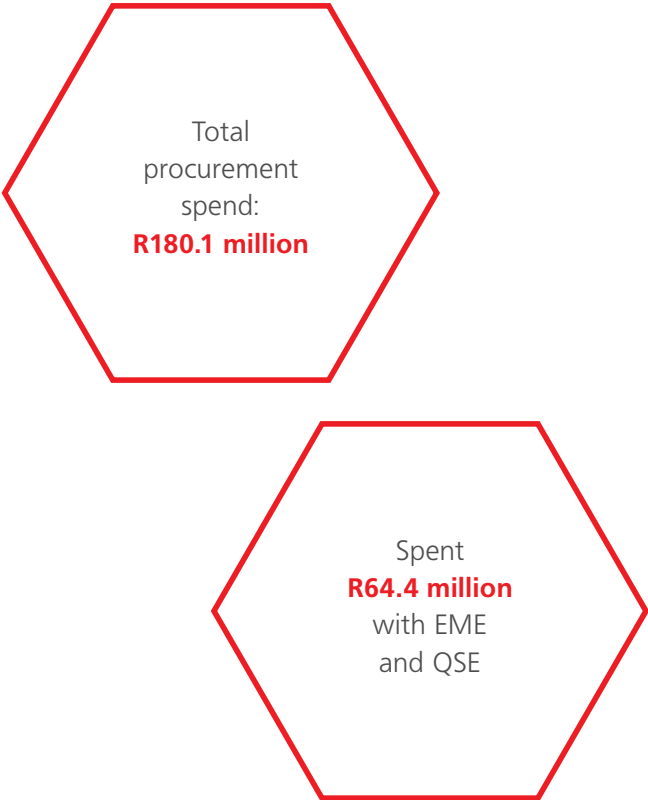 Total
procurement
spend:
R180.1 million
Spent
R64.4 million
with EME
and QSE